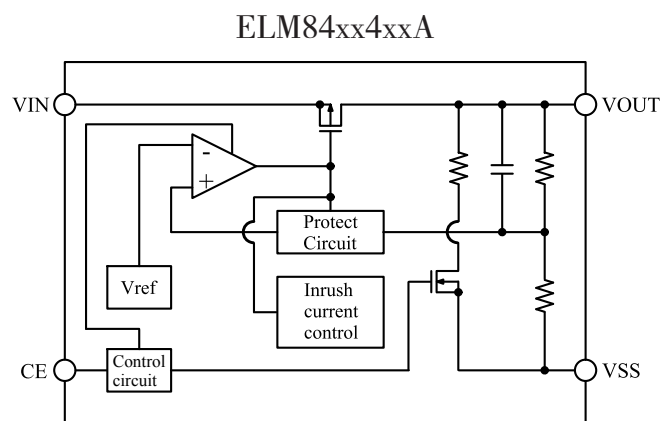 ELM84xx4xxA
VIN
VOUT
-
+
Protect
Circuit
Vref
Inrush
current
control
CE
Control
circuit
VSS